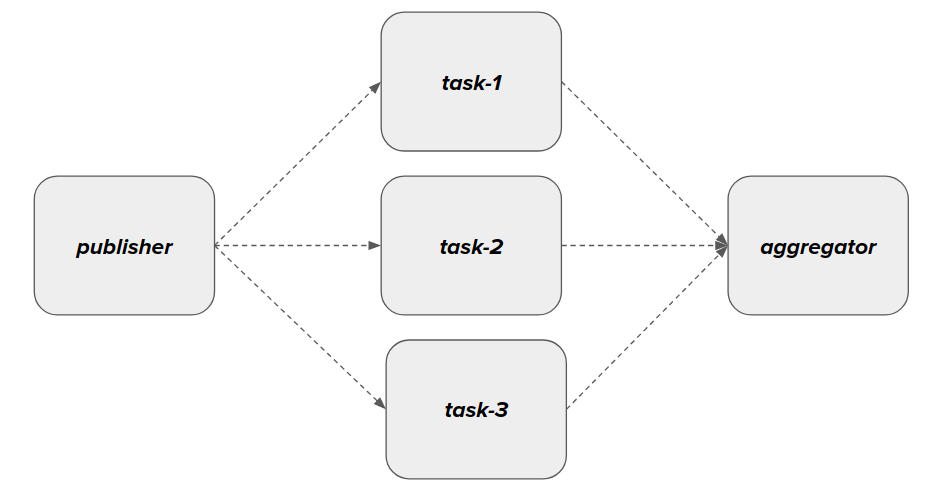 task-1
publisher
task-2
aggregator
task-3